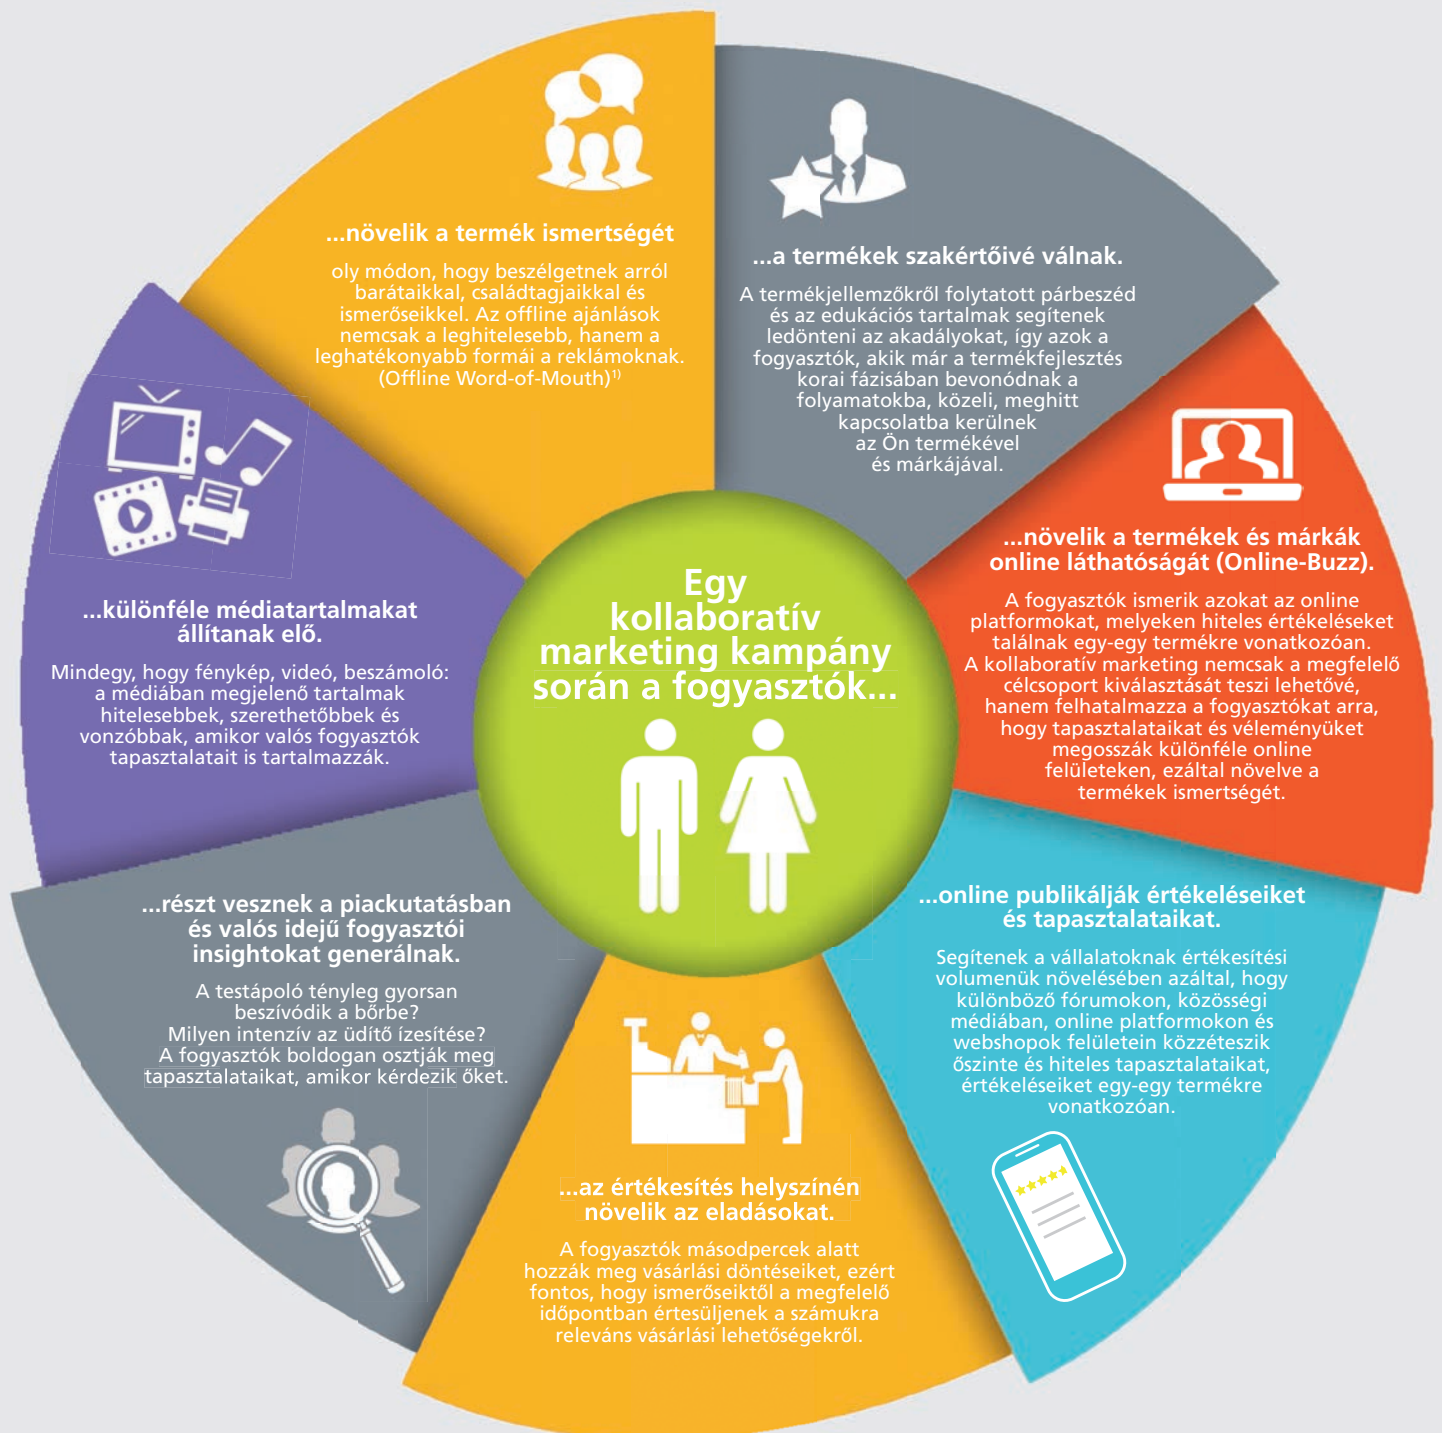 Egy
kollaboratív
marketing kampány
során a fogyasztók...
...a termékek szakértőivé válnak.
A termékjellemzőkről folytatott párbeszéd
és az edukációs tartalmak segítenek
ledönteni az akadályokat, így azok a
fogyasztók, akik már a termékfejlesztés
korai fázisában bevonódnak a
folyamatokba, közeli, meghitt
kapcsolatba kerülnek
az Ön termékével
és márkájával.
...növelik a termékek és márkák
online láthatóságát (Online-Buzz).
A fogyasztók ismerik azokat az online
platformokat, melyeken hiteles értékeléseket
találnak egy-egy termékre vonatkozóan.
A kollaboratív marketing nemcsak a megfelelő
célcsoport kiválasztását teszi lehetővé,
hanem felhatalmazza a fogyasztókat arra,
hogy tapasztalataikat és véleményüket
megosszák különféle online
felületeken, ezáltal növelve a
termékek ismertségét.
...online publikálják értékeléseiket
és tapasztalataikat.
Segítenek a vállalatoknak értékesítési
volumenük növelésében azáltal, hogy
különböző fórumokon, közösségi
médiában, online platformokon és
webshopok felületein közzéteszik
őszinte és hiteles tapasztalataikat,
értékeléseiket egy-egy termékre
vonatkozóan.
...az értékesítés helyszínén
növelik az eladásokat.
A fogyasztók másodpercek alatt
hozzák meg vásárlási döntéseiket, ezért
fontos, hogy ismerőseiktől a megfelelő
időpontban értesüljenek a számukra
releváns vásárlási lehetőségekről.
...részt vesznek a piackutatásban
és valós idejű fogyasztói
insightokat generálnak.
A testápoló tényleg gyorsan
beszívódik a bőrbe?
Milyen intenzív az üdítő ízesítése?
A fogyasztók boldogan osztják meg
tapasztalataikat, amikor kérdezik őket.
...különféle médiatartalmakat
állítanak elő.
Mindegy, hogy fénykép, videó, beszámoló:
a médiában megjelenő tartalmak
hitelesebbek, szerethetőbbek és
vonzóbbak, amikor valós fogyasztók
tapasztalatait is tartalmazzák.
...növelik a termék ismertségét
oly módon, hogy beszélgetnek arról
barátaikkal, családtagjaikkal és
ismerőseikkel. Az offline ajánlások
nemcsak a leghitelesebb, hanem a
leghatékonyabb formái a reklámoknak.
(Offline Word-of-Mouth)¹⁾